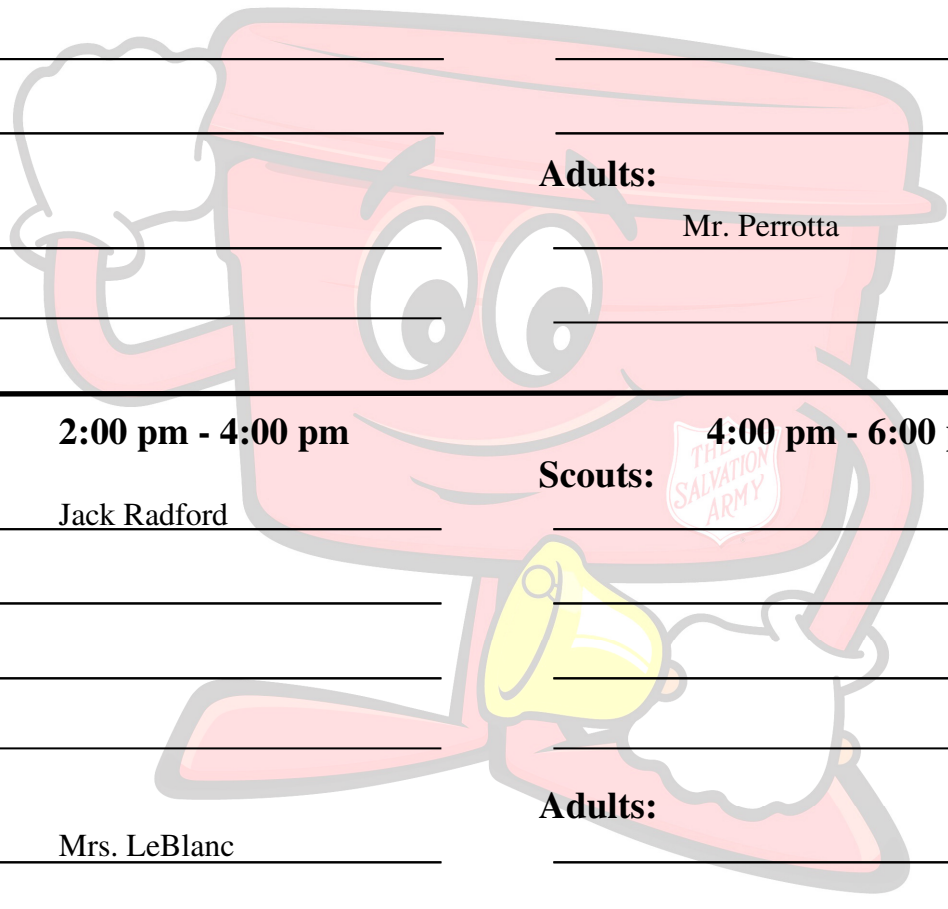 Adults:
Mr. Perrotta
2:00 pm - 4:00 pm
4:00 pm - 6:00
Scouts:
THE
SALVATION
ARMY
Jack Radford
Adults:
Mrs. LeBlanc